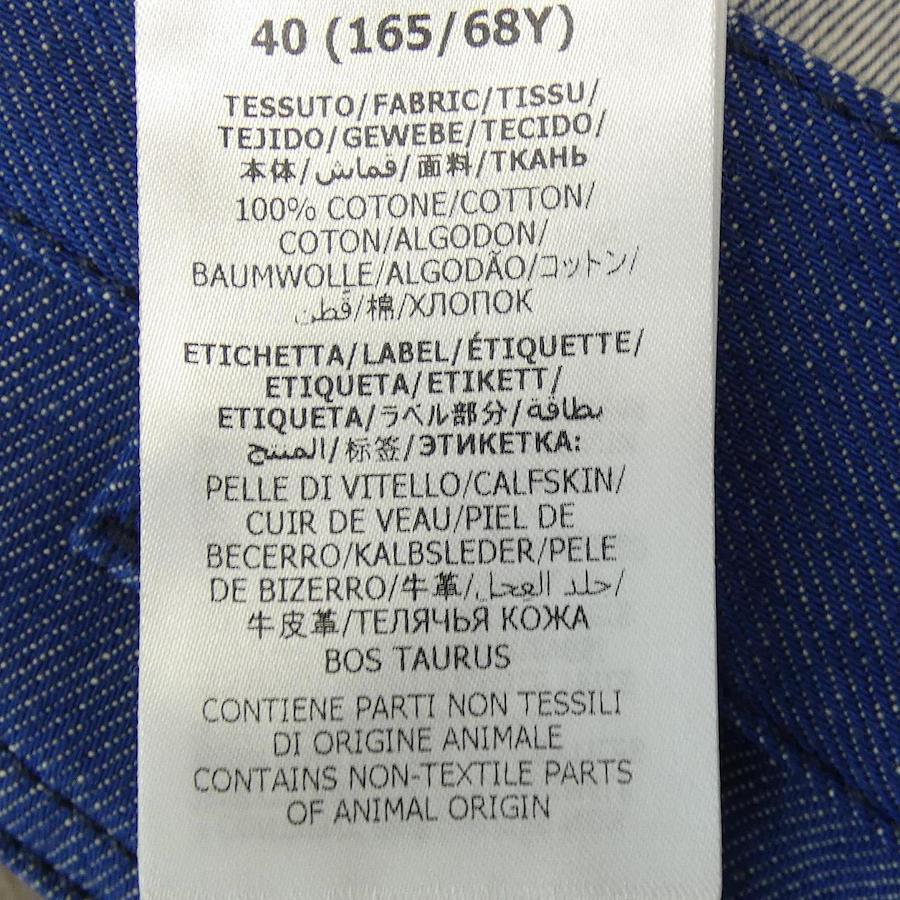 40 (165/68Y)
TESSUTO/FABRIC/TISSU/
TEJIDO/GEWEBE/TECIDO/
本体/قماش/面料/ТКАНЬ
100% COTONE/COTTON/
COTON/ALGODON/
BAUMWOLLE/ALGODÃO/コットン/
قطن/棉/ХЛОПОК
ETICHETTA/LABEL/ÉTIQUETTE/
ETIQUETA/ETIKETT/
ETIQUETA/ラベル部分/بطاقة
المنتج/标签/ЭТИКЕТКА:
PELLE DI VITELLO/CALFSKIN/
CUIR DE VEAU/PIEL DE
BECERRO/KALBSLEDER/PELE
DE BIZERRO/牛革/جلد العجل/
牛皮革/ТЕЛЯЧЬЯ КОЖА
BOS TAURUS
CONTIENE PARTI NON TESSILI
DI ORIGINE ANIMALE
CONTAINS NON-TEXTILE PARTS
OF ANIMAL ORIGIN